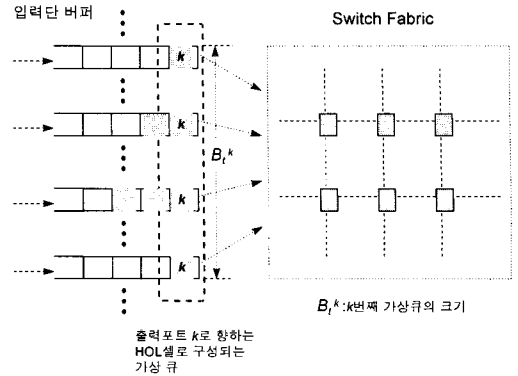 입력단 버퍼
Switch Fabric
k
k
k
k
B_t^k
B_t^k :k번째 가상큐의 크기
출력포트 k로 향하는
HOL셀로 구성되는
가상 큐